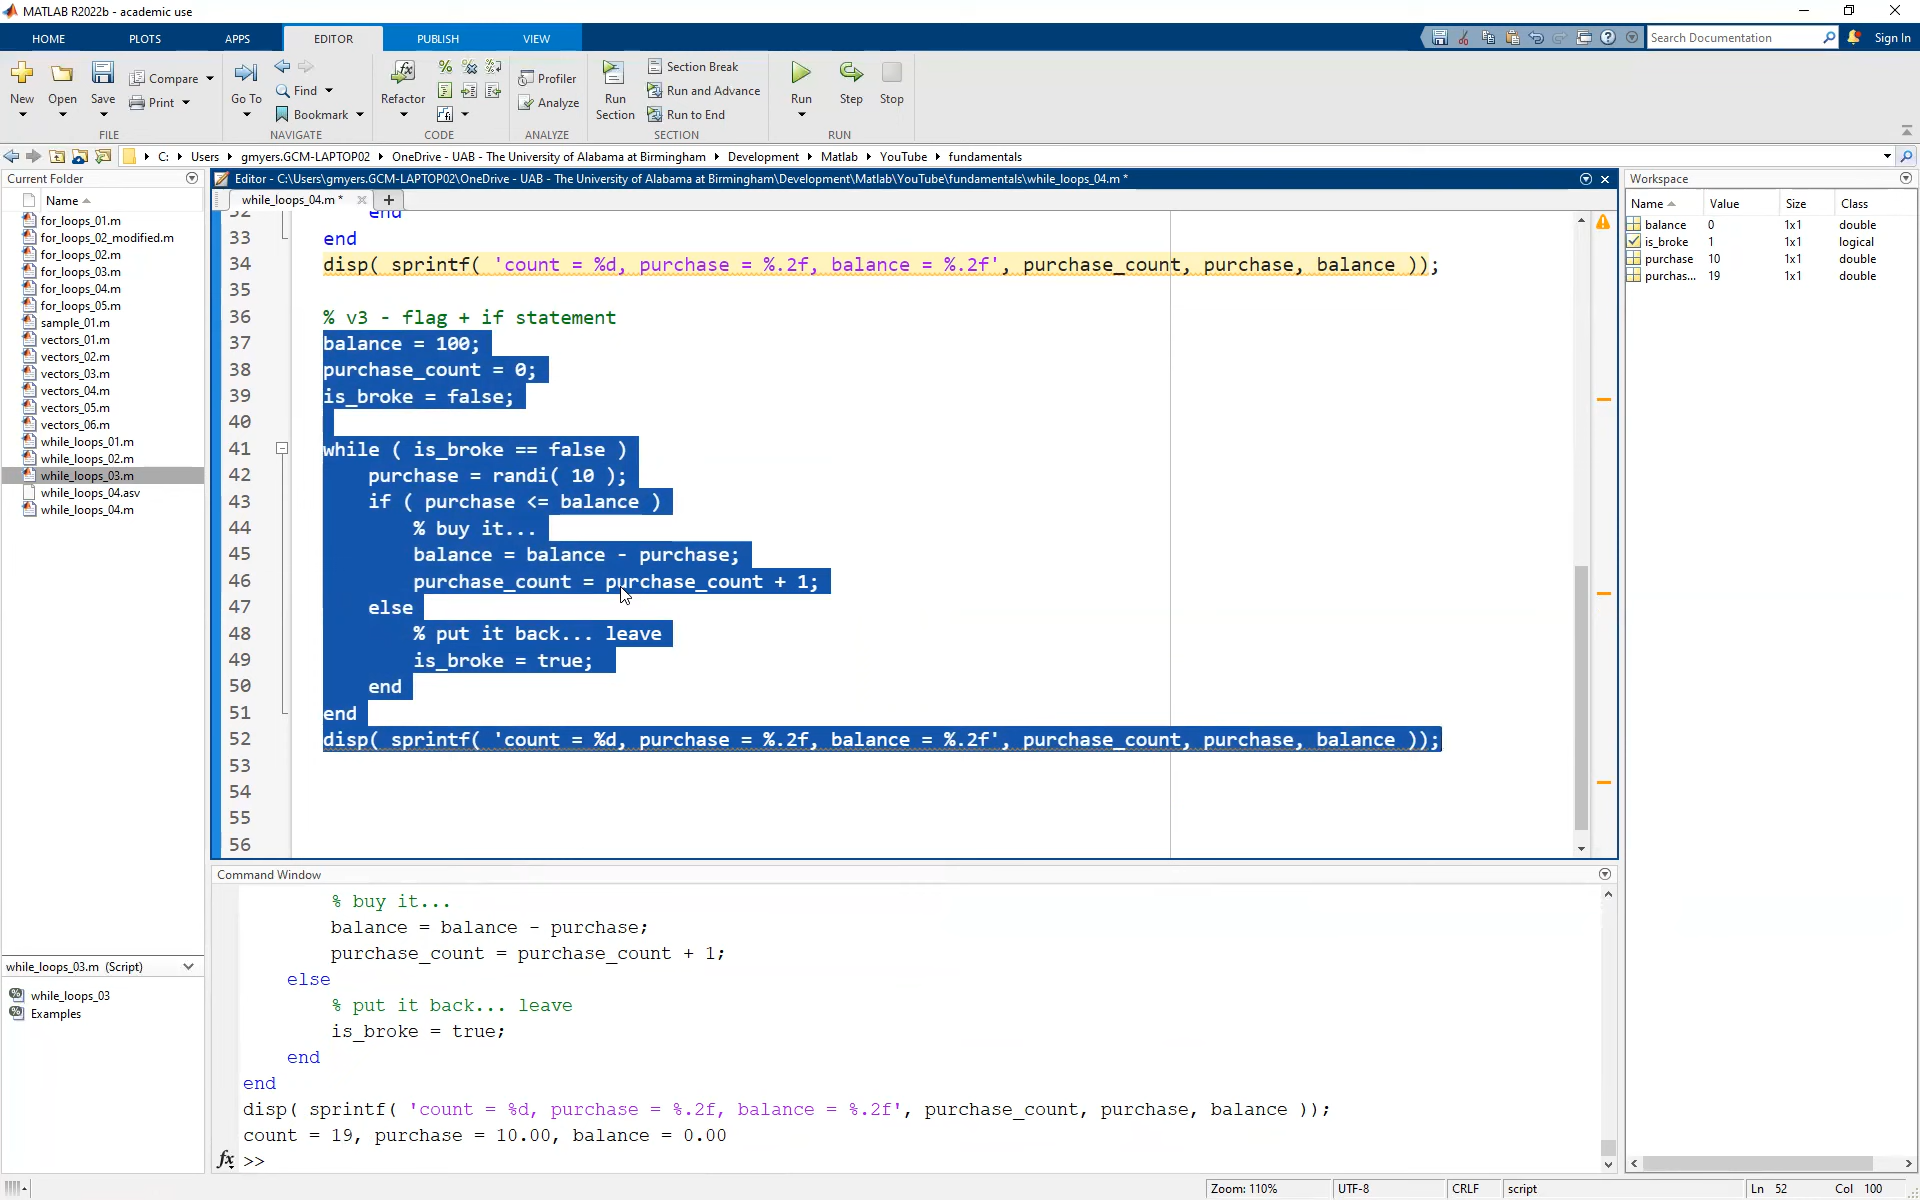 MATLAB R2022b - academic use
HOME
PLOTS
APPS
EDITOR
PUBLISH
VIEW
Search Documentation
Sign In
New
Open
Save
Compare
Print
FILE
Go To
Find
Bookmark
NAVIGATE
Refactor
CODE
Profiler
Analyze
ANALYZE
Run Section
Section Break
Run and Advance
Run to End
SECTION
Run
Step
Stop
RUN
C: Users gmyers.GCM-LAPTOP02 OneDrive - UAB - The University of Alabama at Birmingham Development Matlab YouTube fundamentals
Current Folder
Name
for_loops_01.m
for_loops_02_modified.m
for_loops_02.m
for_loops_03.m
for_loops_04.m
for_loops_05.m
sample_01.m
vectors_01.m
vectors_02.m
vectors_03.m
vectors_04.m
vectors_05.m
vectors_06.m
while_loops_01.m
while_loops_02.m
while_loops_03.m
while_loops_04.asv
while_loops_04.m
while_loops_03.m (Script)
while_loops_03
Examples
Editor - C:\Users\gmyers.GCM-LAPTOP02\OneDrive - UAB - The University of Alabama at Birmingham\Development\Matlab\YouTube\fundamentals\while_loops_04.m *
while_loops_04.m *
32 end
33 end
34 disp( sprintf( 'count = %d, purchase = %.2f, balance = %.2f', purchase_count, purchase, balance ));
35
36 % v3 - flag + if statement
37 balance = 100;
38 purchase_count = 0;
39 is_broke = false;
40
41 while ( is_broke == false )
42 purchase = randi( 10 );
43 if ( purchase <= balance )
44 % buy it...
45 balance = balance - purchase;
46 purchase_count = purchase_count + 1;
47 else
48 % put it back... leave
49 is_broke = true;
50 end
51 end
52 disp( sprintf( 'count = %d, purchase = %.2f, balance = %.2f', purchase_count, purchase, balance ));
53
54
55
56
Command Window
% buy it...
balance = balance - purchase;
purchase_count = purchase_count + 1;
else
% put it back... leave
is_broke = true;
end
end
disp( sprintf( 'count = %d, purchase = %.2f, balance = %.2f', purchase_count, purchase, balance ));
count = 19, purchase = 10.00, balance = 0.00
fx >>
Workspace
Name Value Size Class
balance 0 1x1 double
is_broke 1 1x1 logical
purchase 10 1x1 double
purchas... 19 1x1 double
Zoom: 110% UTF-8 CRLF script Ln 52 Col 100